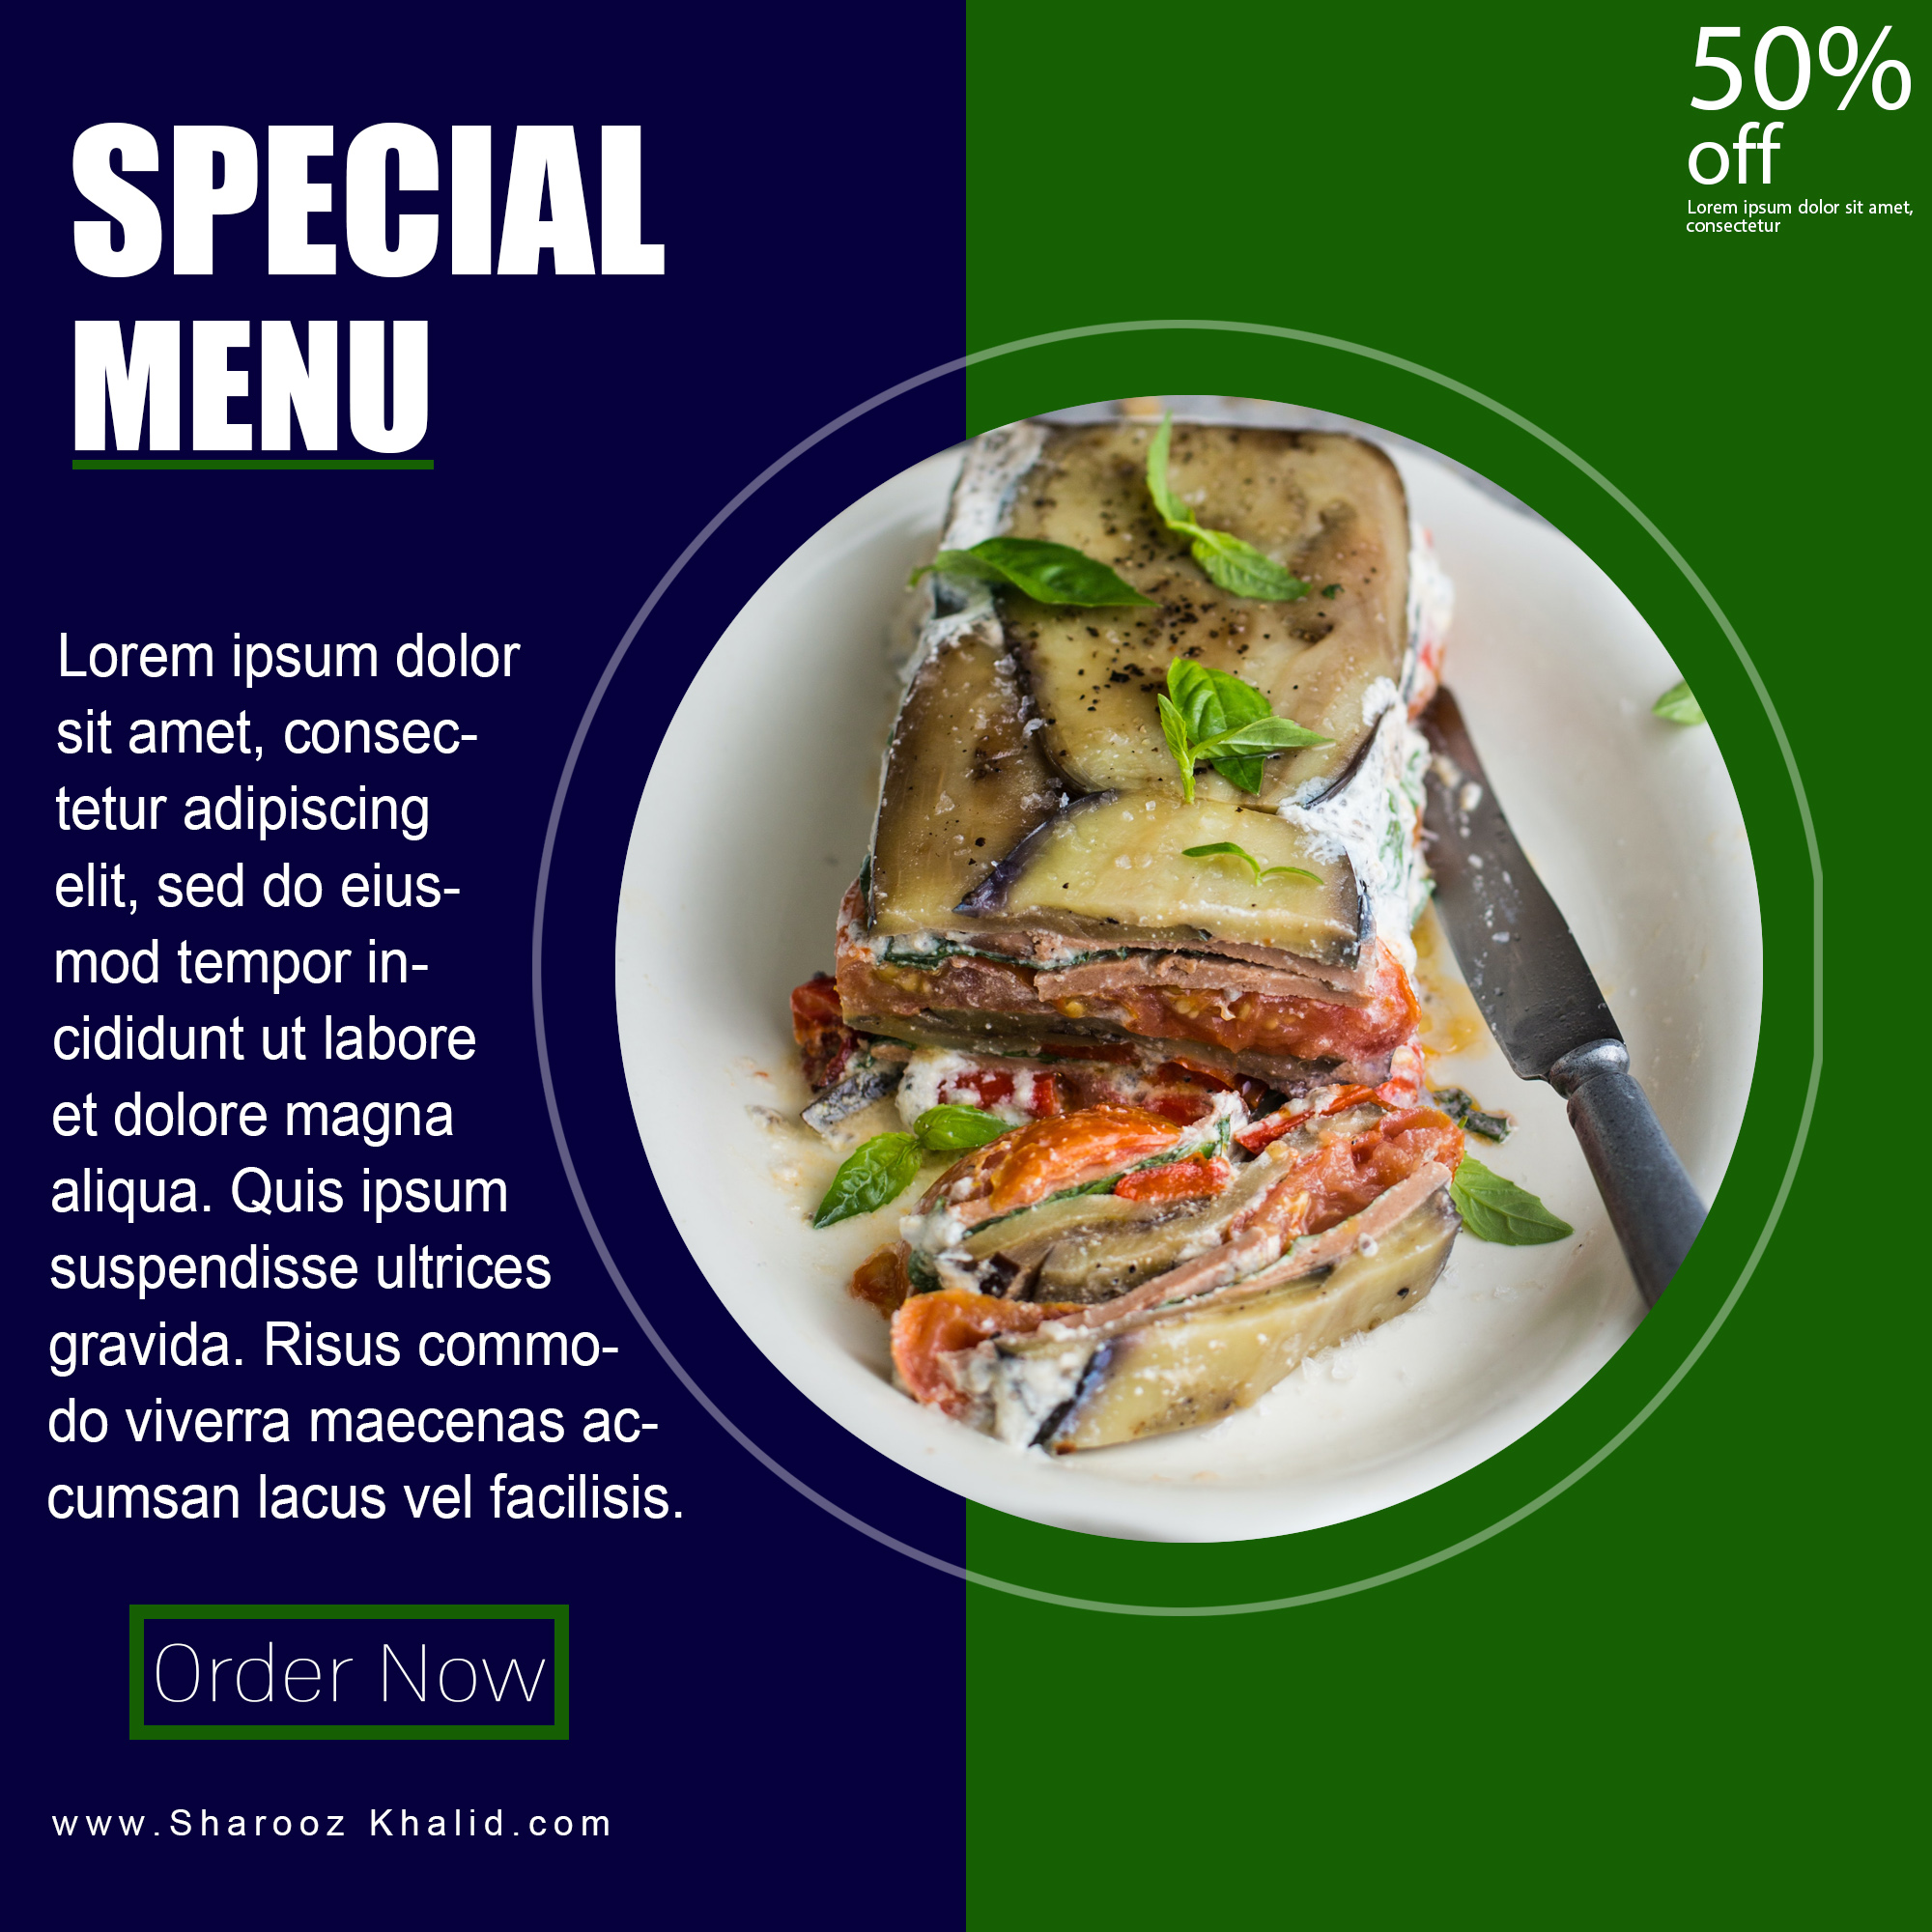 SPECIAL
MENU
50%
off
Lorem ipsum dolor sit amet,
consectetur
Lorem ipsum dolor
sit amet, consec-
tetur adipiscing
elit, sed do eius-
mod tempor in-
cididunt ut labore
et dolore magna
aliqua. Quis ipsum
suspendisse ultrices
gravida. Risus commo-
do viverra maecenas ac-
cumsan lacus vel facilisis.
Order Now
www.Sharooz Khalid.com